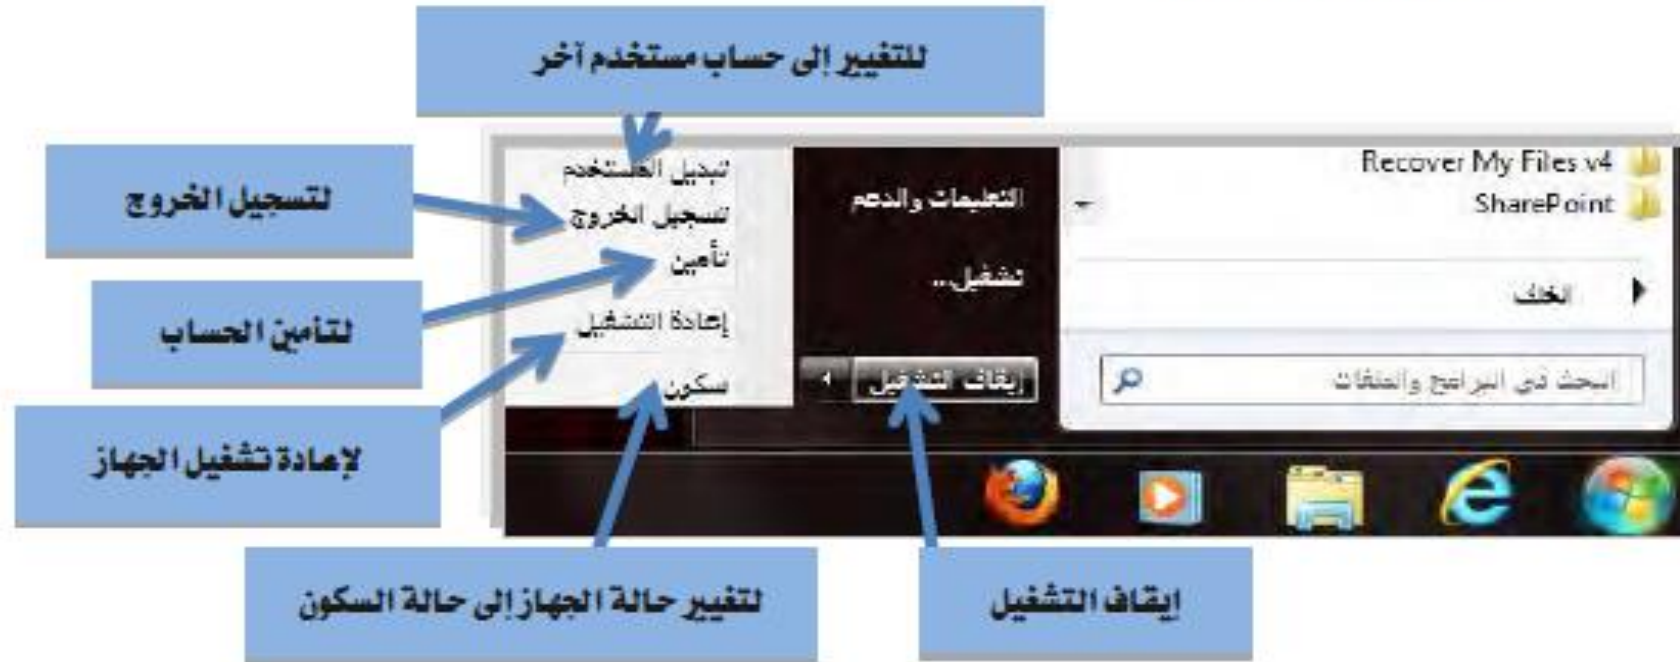 للتغيير إلى حساب مستخدم آخر
لتسجيل الخروج
لتأمين الحساب
لإعادة تشغيل الجهاز
Recover My Files v4
SharePoint
الخلف
البحث في البرامج والملفات
التعليمات والدعم
تشغيل...
إيقاف التشغيل
تبديل المستخدم
تسجيل الخروج
تأمين
إعادة التشغيل
سكون
إيقاف التشغيل
لتغيير حالة الجهاز إلى حالة السكون